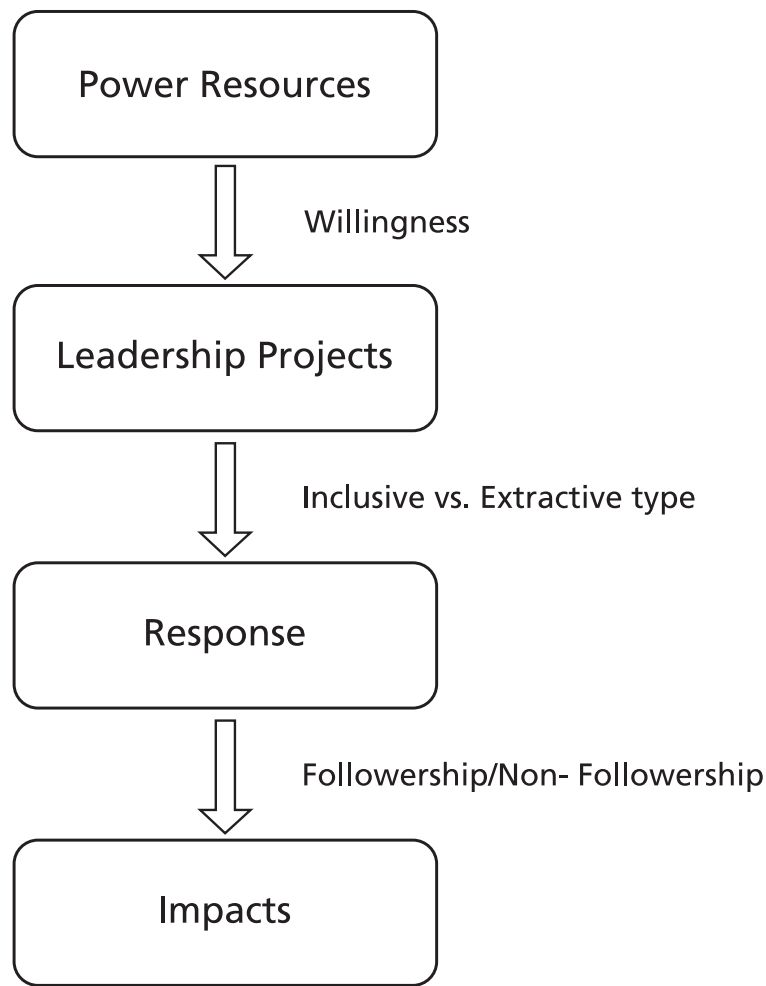 Power Resources
Willingness
Leadership Projects
Inclusive vs. Extractive type
Response
Followership/Non- Followership
Impacts